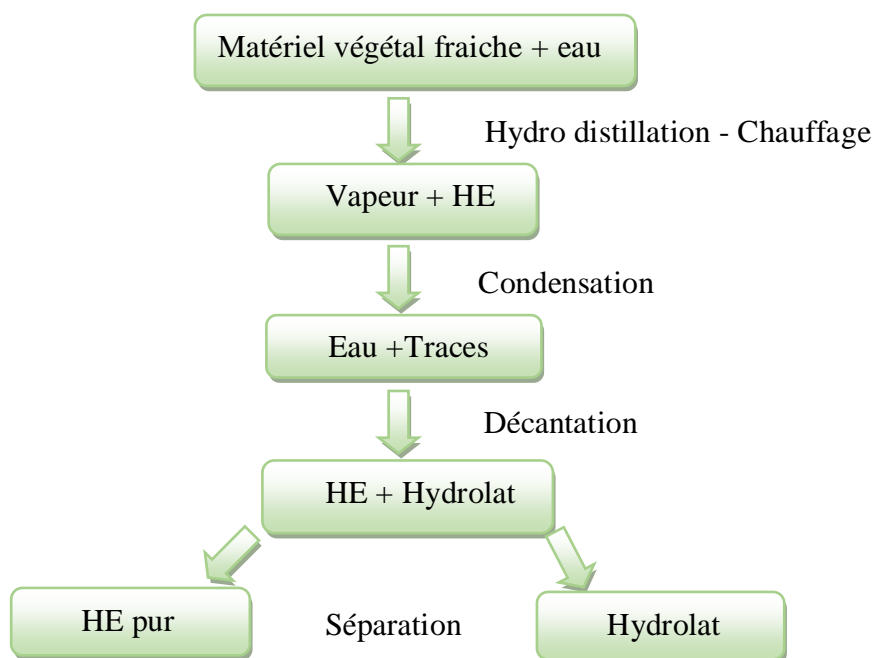 Matériel végétal fraiche + eau
Hydro distillation - Chauffage
Vapeur + HE
Condensation
Eau +Traces
Décantation
HE + Hydrolat
HE pur
Séparation
Hydrolat